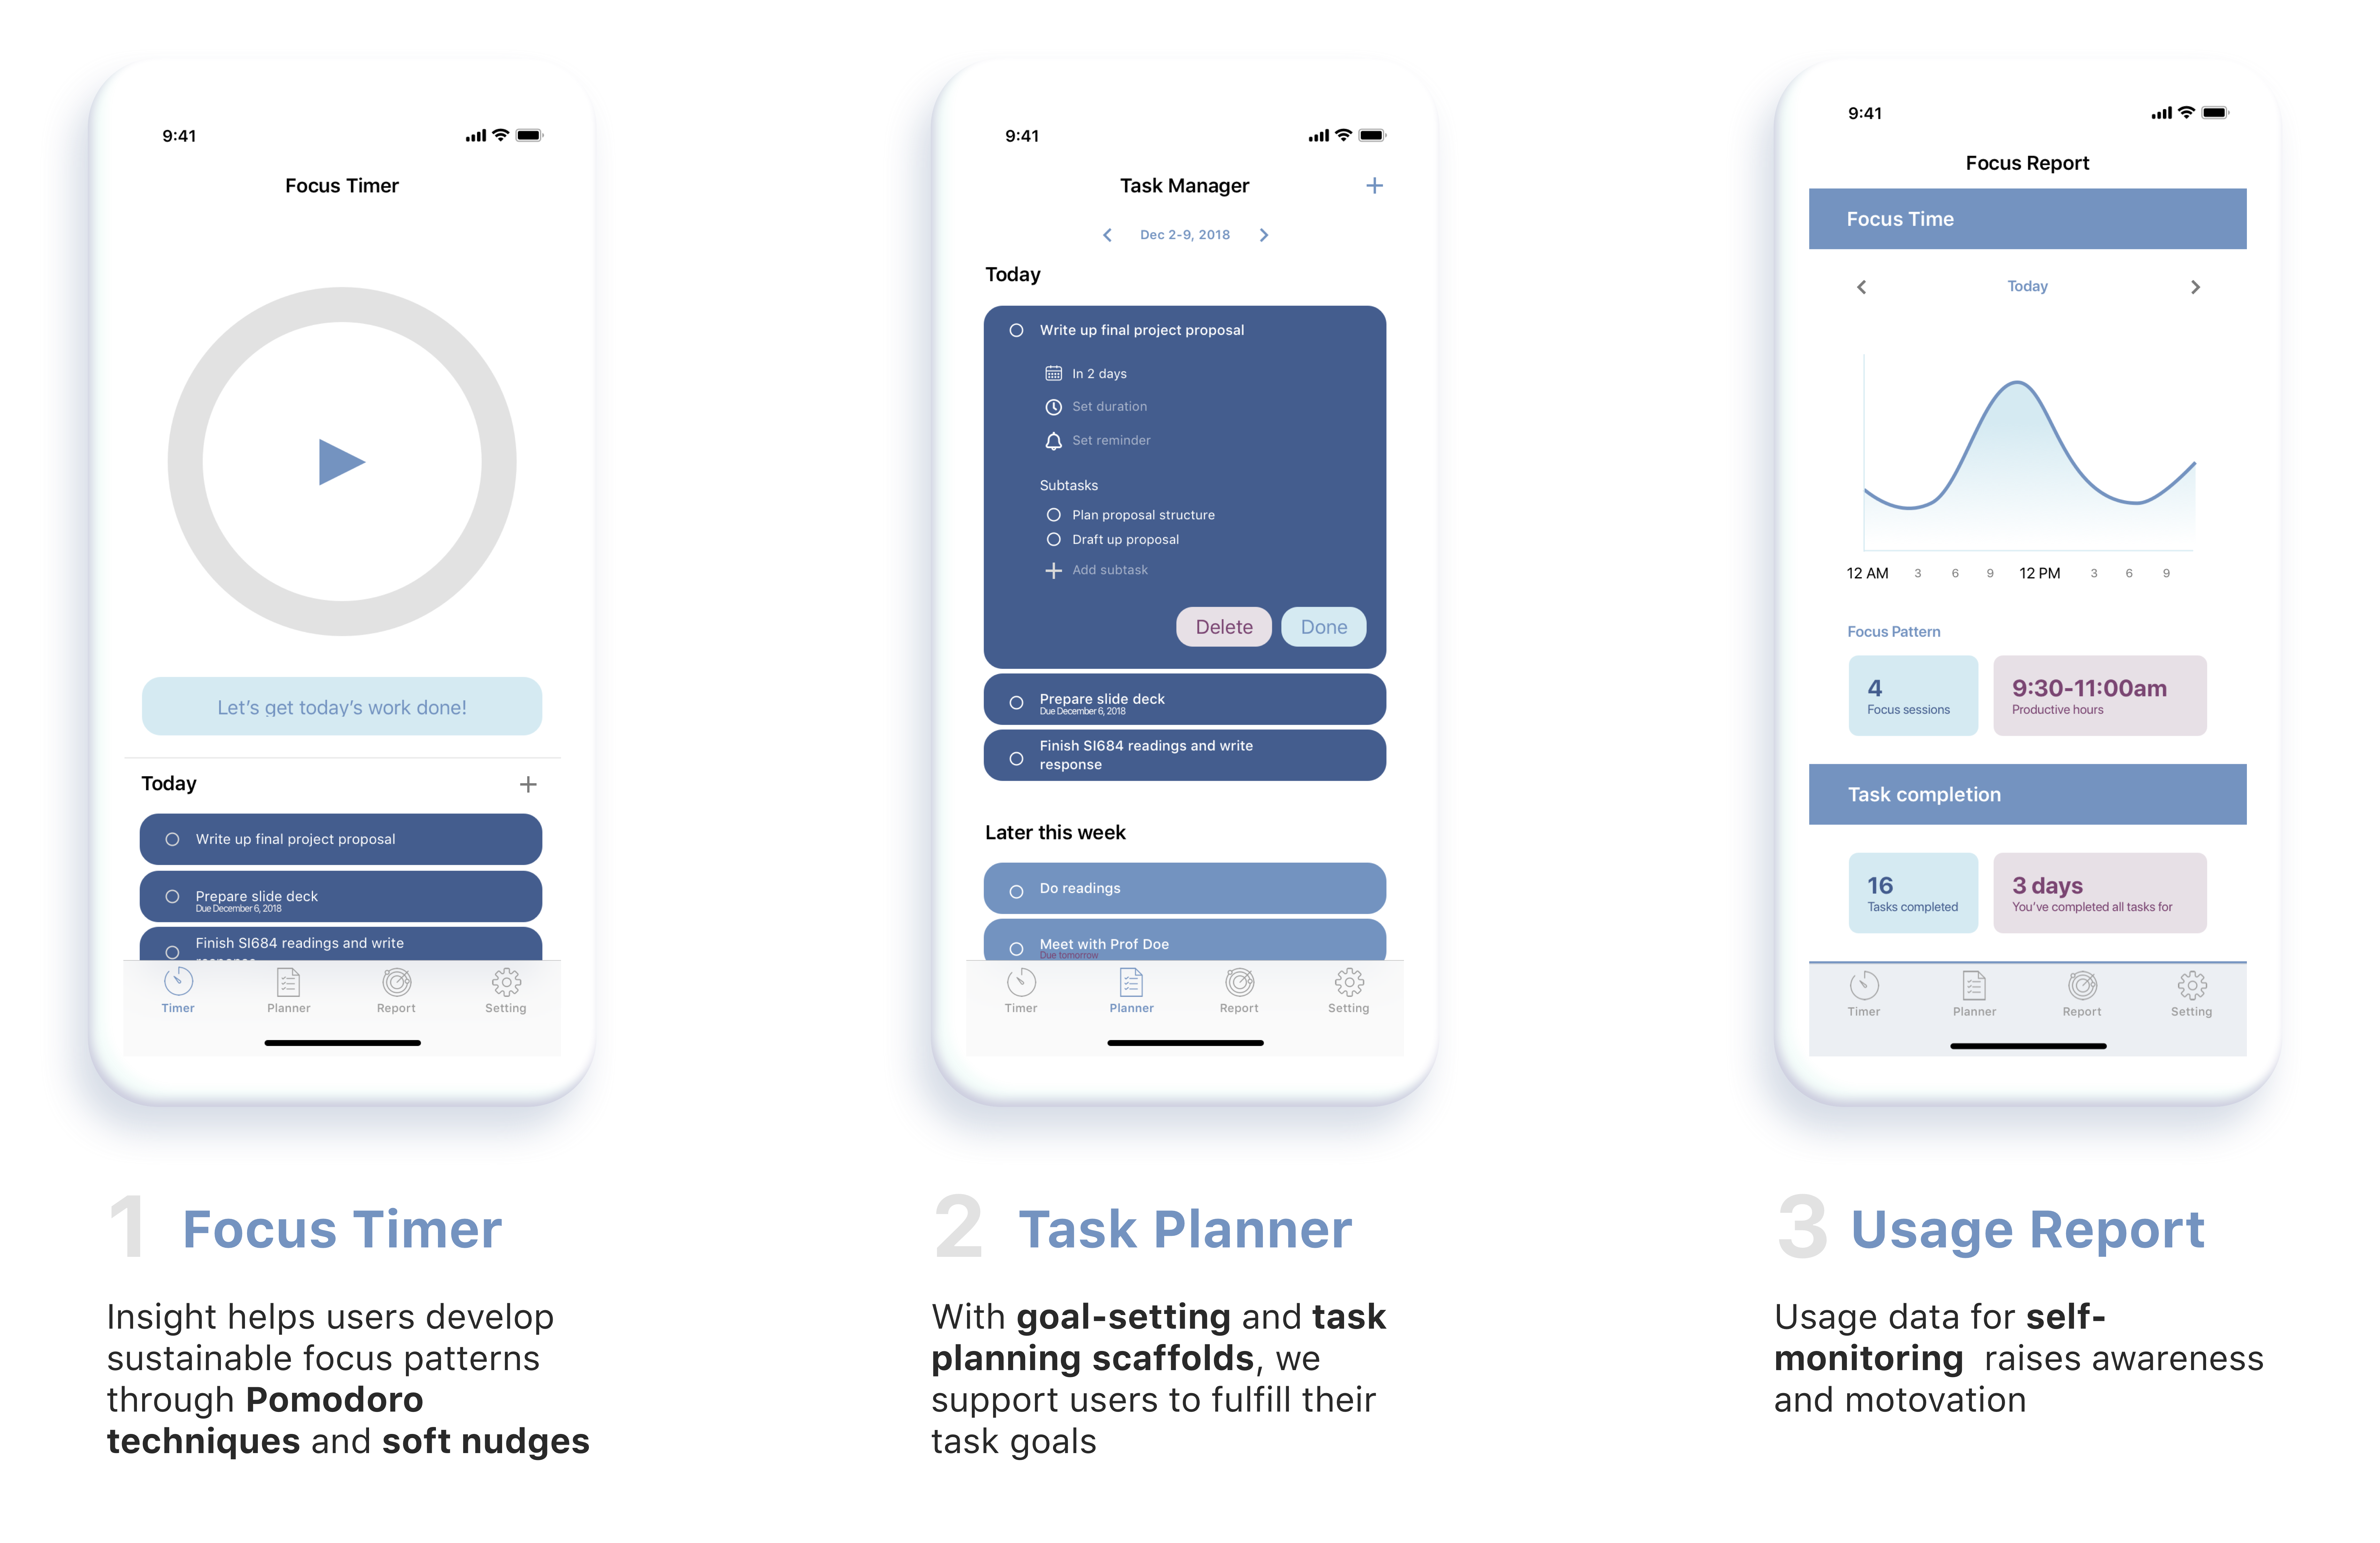 9:41
Focus Timer
Let's get today's work done!
Today
Write up final project proposal
Prepare slide deck
Due December 6, 2018
Finish SI684 readings and write
response
Timer
Planner
Report
Setting
9:41
Task Manager
Dec 2-9, 2018
Today
Write up final project proposal
In 2 days
Set duration
Set reminder
Subtasks
Plan proposal structure
Draft up proposal
Add subtask
Delete
Done
Prepare slide deck
Due December 6, 2018
Finish SI684 readings and write
response
Later this week
Do readings
Meet with Prof Doe
Due tomorrow
Timer
Planner
Report
Setting
9:41
Focus Report
Focus Time
Today
12 AM 3 6 9 12 PM 3 6 9
Focus Pattern
4
Focus sessions
9:30-11:00am
Productive hours
Task completion
16
Tasks completed
3 days
You've completed all tasks for
Timer
Planner
Report
Setting
1 Focus Timer
Insight helps users develop
sustainable focus patterns
through Pomodoro
techniques and soft nudges
2 Task Planner
With goal-setting and task
planning scaffolds, we
support users to fulfill their
task goals
3 Usage Report
Usage data for self-
monitoring raises awareness
and motovation